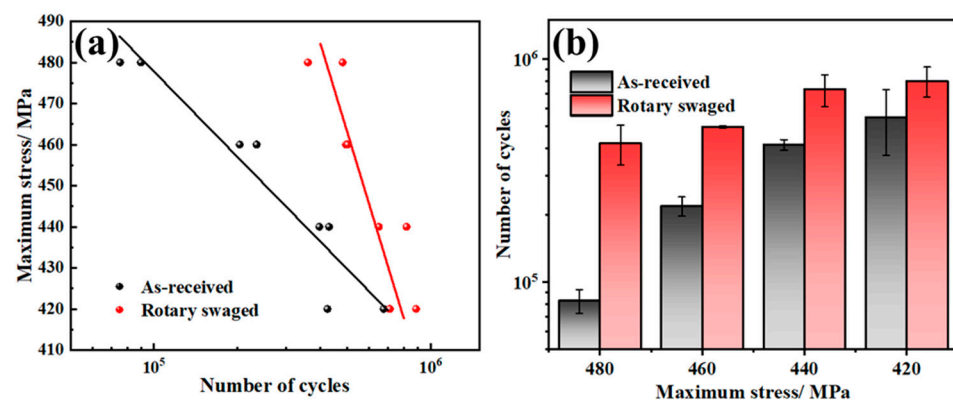 (a)
Maximum stress/ MPa
490
480
470
460
450
440
430
420
410
As-received
Rotary swaged
10^5
10^6
Number of cycles
(b)
Number of cycles
10^6
10^5
As-received
Rotary swaged
480
460
440
420
Maximum stress/ MPa